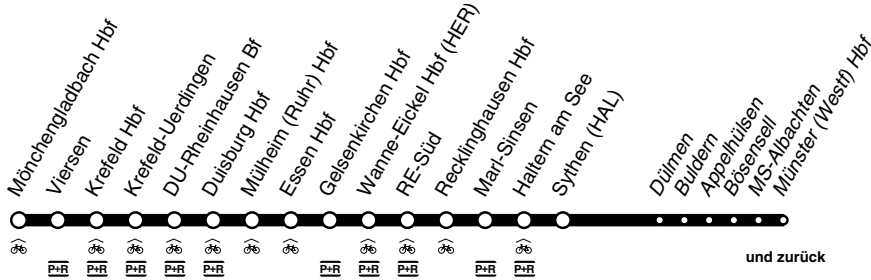 Mönchengladbach Hbf
Viersen
Krefeld Hbf
Krefeld-Uerdingen
DU-Rheinhausen Bf
Duisburg Hbf
Mülheim (Ruhr) Hbf
Essen Hbf
Gelsenkirchen Hbf
Wanne-Eickel Hbf (HER)
RE-Süd
Recklinghausen Hbf
Marl-Sinsen
Haltern am See
Sythen (HAL)
Dülmen
Buldern
Appelhülsen
Bösensell
MS-Albachten
Münster (Westf) Hbf
P+R P+R P+R P+R P+R P+R P+R P+R P+R P+R
und zurück